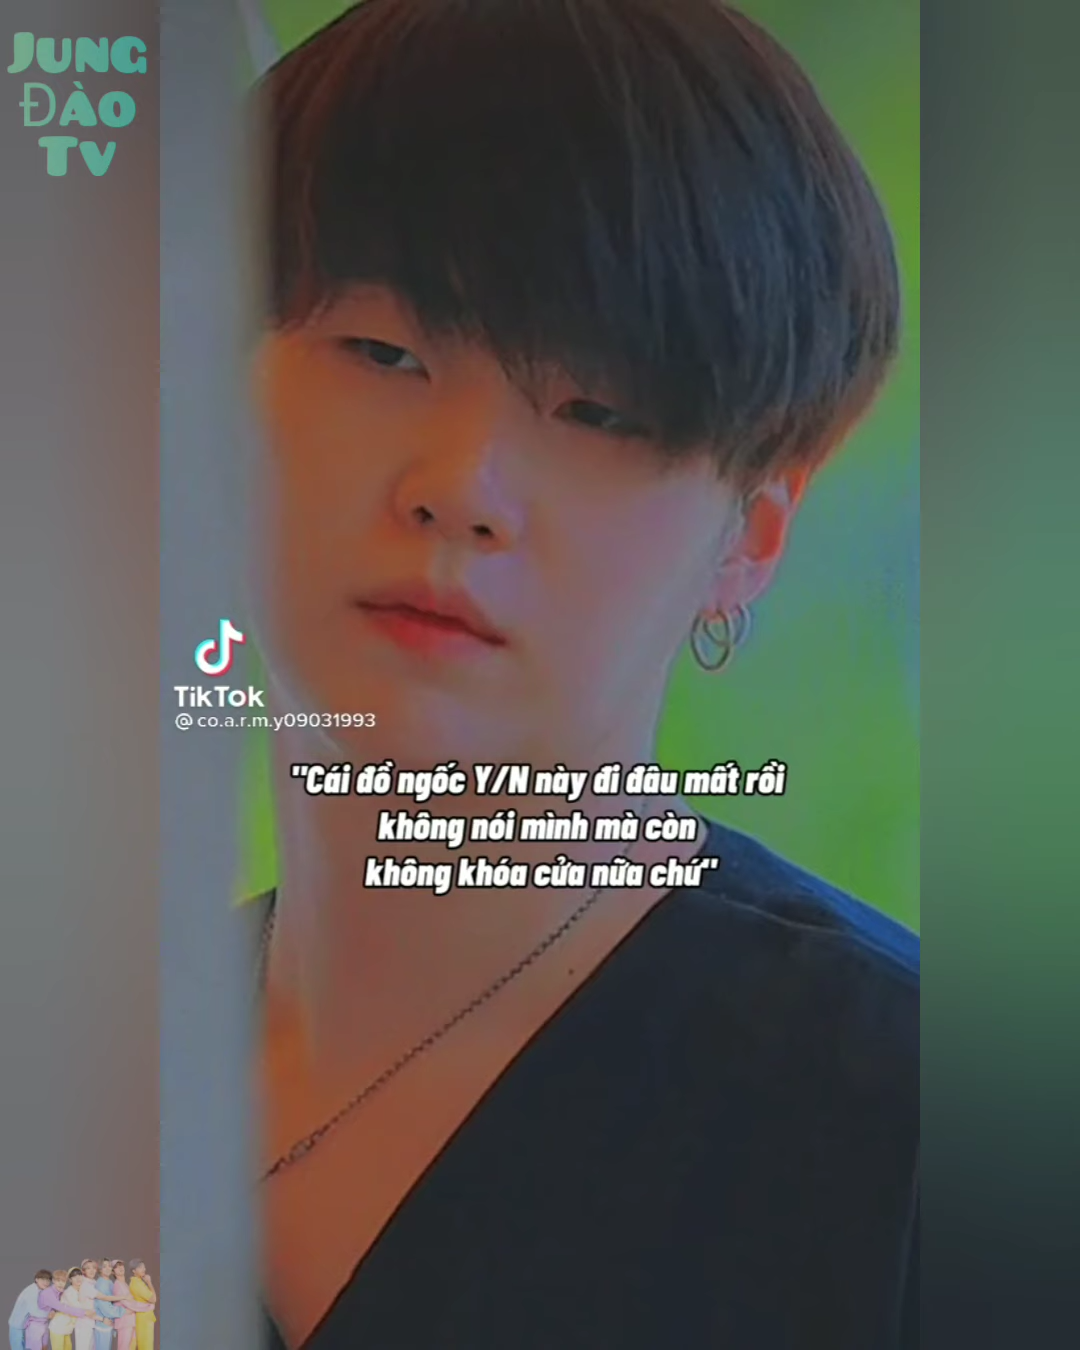 JUNG
ĐÀO
TV
TikTok
@co.a.r.m.y09031993
"Cái đồ ngốc Y/N này đi đâu mất rồi
không nói mình mà còn
không khóa cửa nữa chứ"